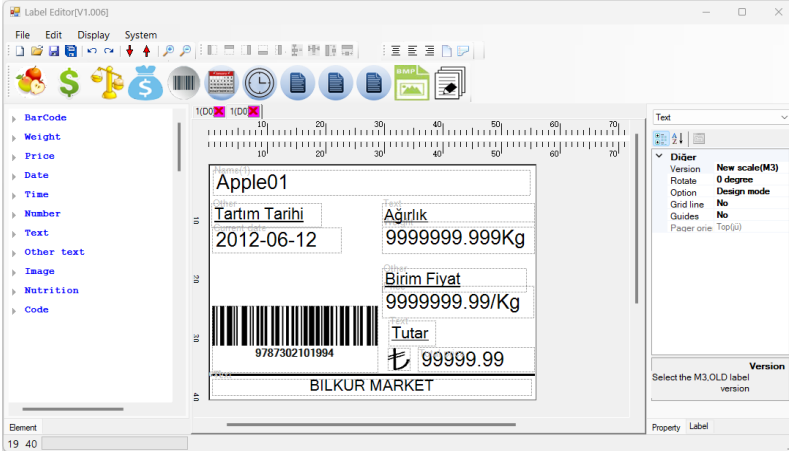 Label Editor[V1.006]
File Edit Display System
BMP
BarCode
Weight
Price
Date
Time
Number
Text
Other text
Image
Nutrition
Code
Element
19 40
1(D0 1(D0
10 20 30 40 50 60 70
10 20 30 40 50 60 70
10
20
30
40
Name(1)
Apple01
Other
Tartım Tarihi
Current date
2012-06-12
Text
Ağırlık
9999999.999Kg
Other
Birim Fiyat
9999999.99/Kg
Text
Tutar
₺ 99999.99
9787302101994
BILKUR MARKET
Text
Diğer
Version New scale(M3)
Rotate 0 degree
Option Design mode
Grid line No
Guides No
Pager orie Top(jü)
Version
Select the M3,OLD label
version
Property Label